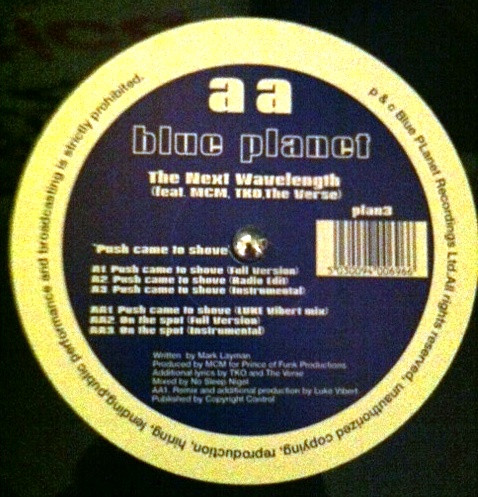 aa
blue planet
The Next Wavelength
(feat. MCM, TKO,The Verse)
plan3
"Push came to shove
5030094 006966
A1 Push came to shove (Full Version)
A2 Push came to shove (Radio Edit)
A3 Push came to shove (Instrumental)
AA1 Push came to shove (LUKE Vibert mix)
AA2 On the spot (Full Version)
AA3 On the spot (Instrumental)
Written by Mark Layman
Produced by MCM for Prince of Funk Productions
Additional lyrics by TKO and The Verse
Mixed by No Sleep Nigel
AA1. Remix and additional production by Luke Vibert
Published by Copyright Control
p & c Blue PLanet Recordings Ltd.All rights reserved. unauthorized copying, reproduction, hiring, lending,public performance and broadcasting is strictly prohibited.